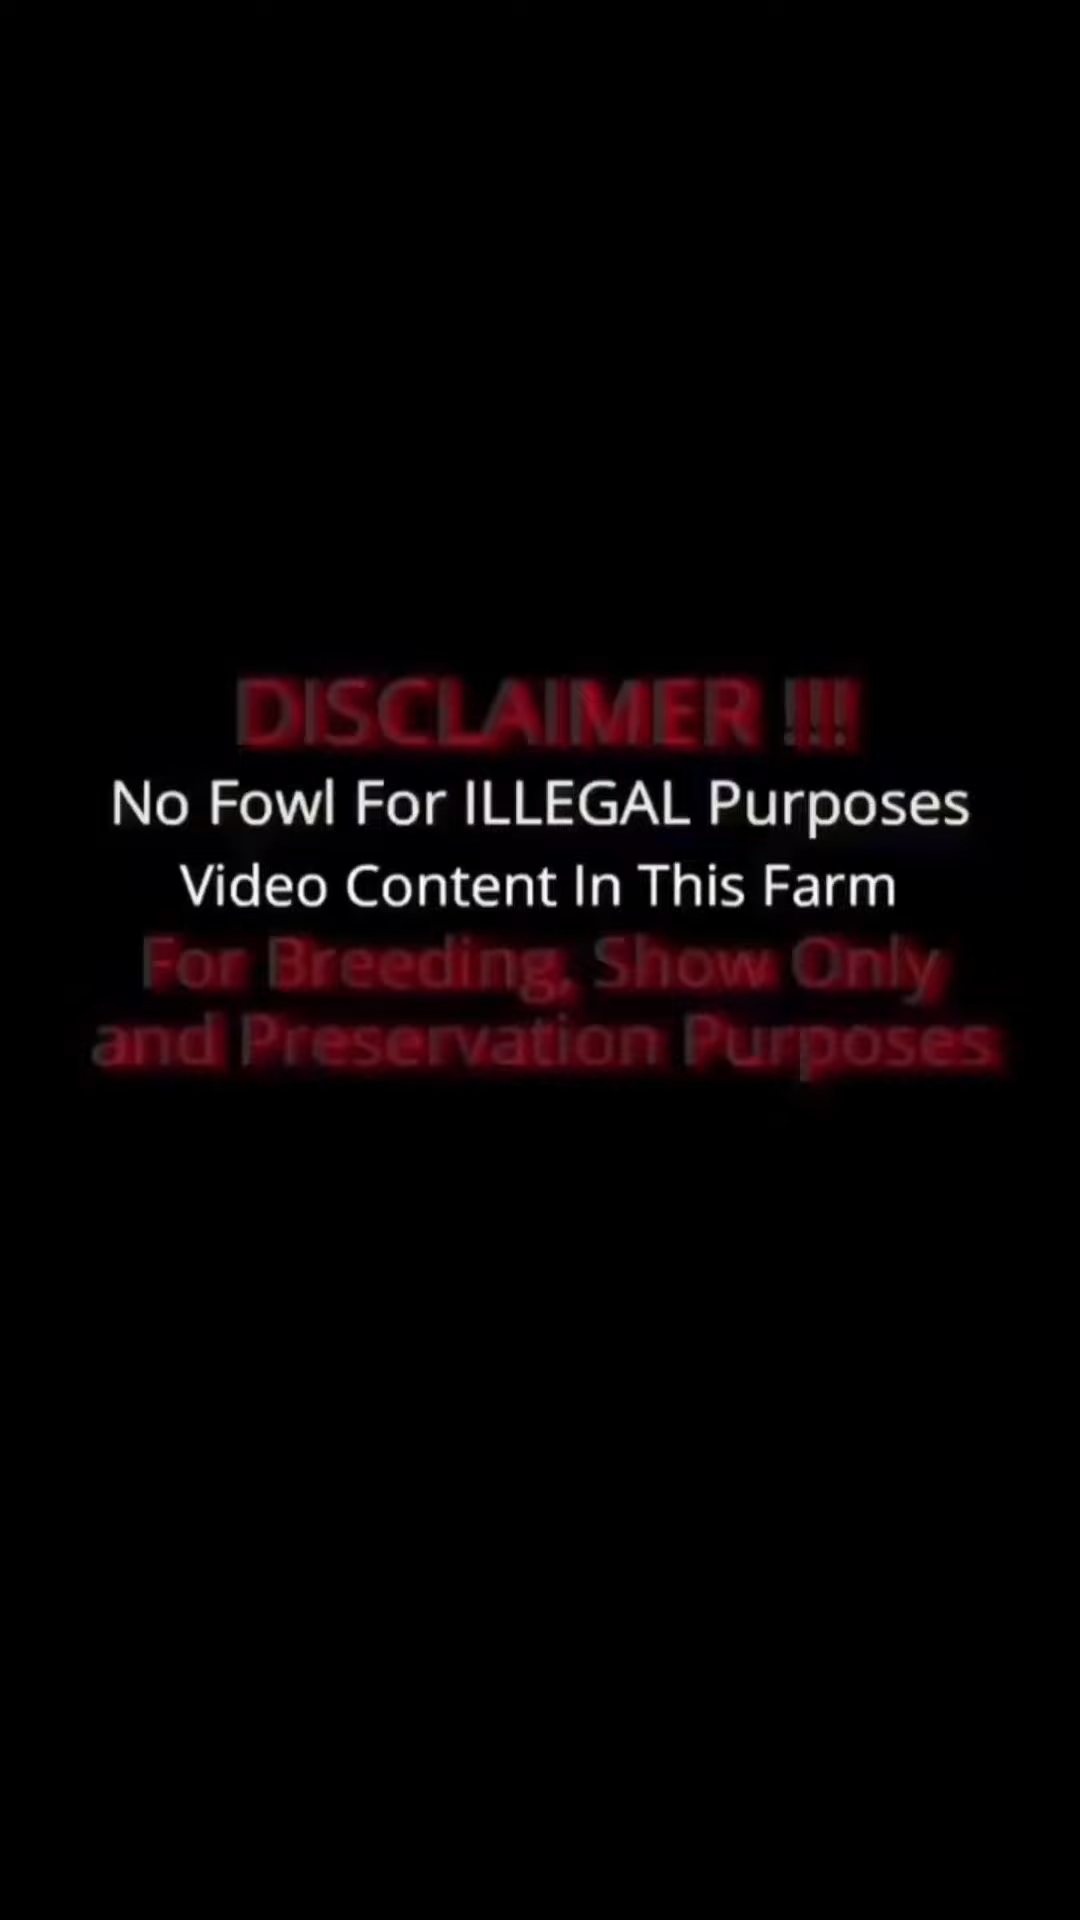 DISCLAIMER !!!
No Fowl For ILLEGAL Purposes
Video Content In This Farm
For Breeding, Show Only
and Preservation Purposes